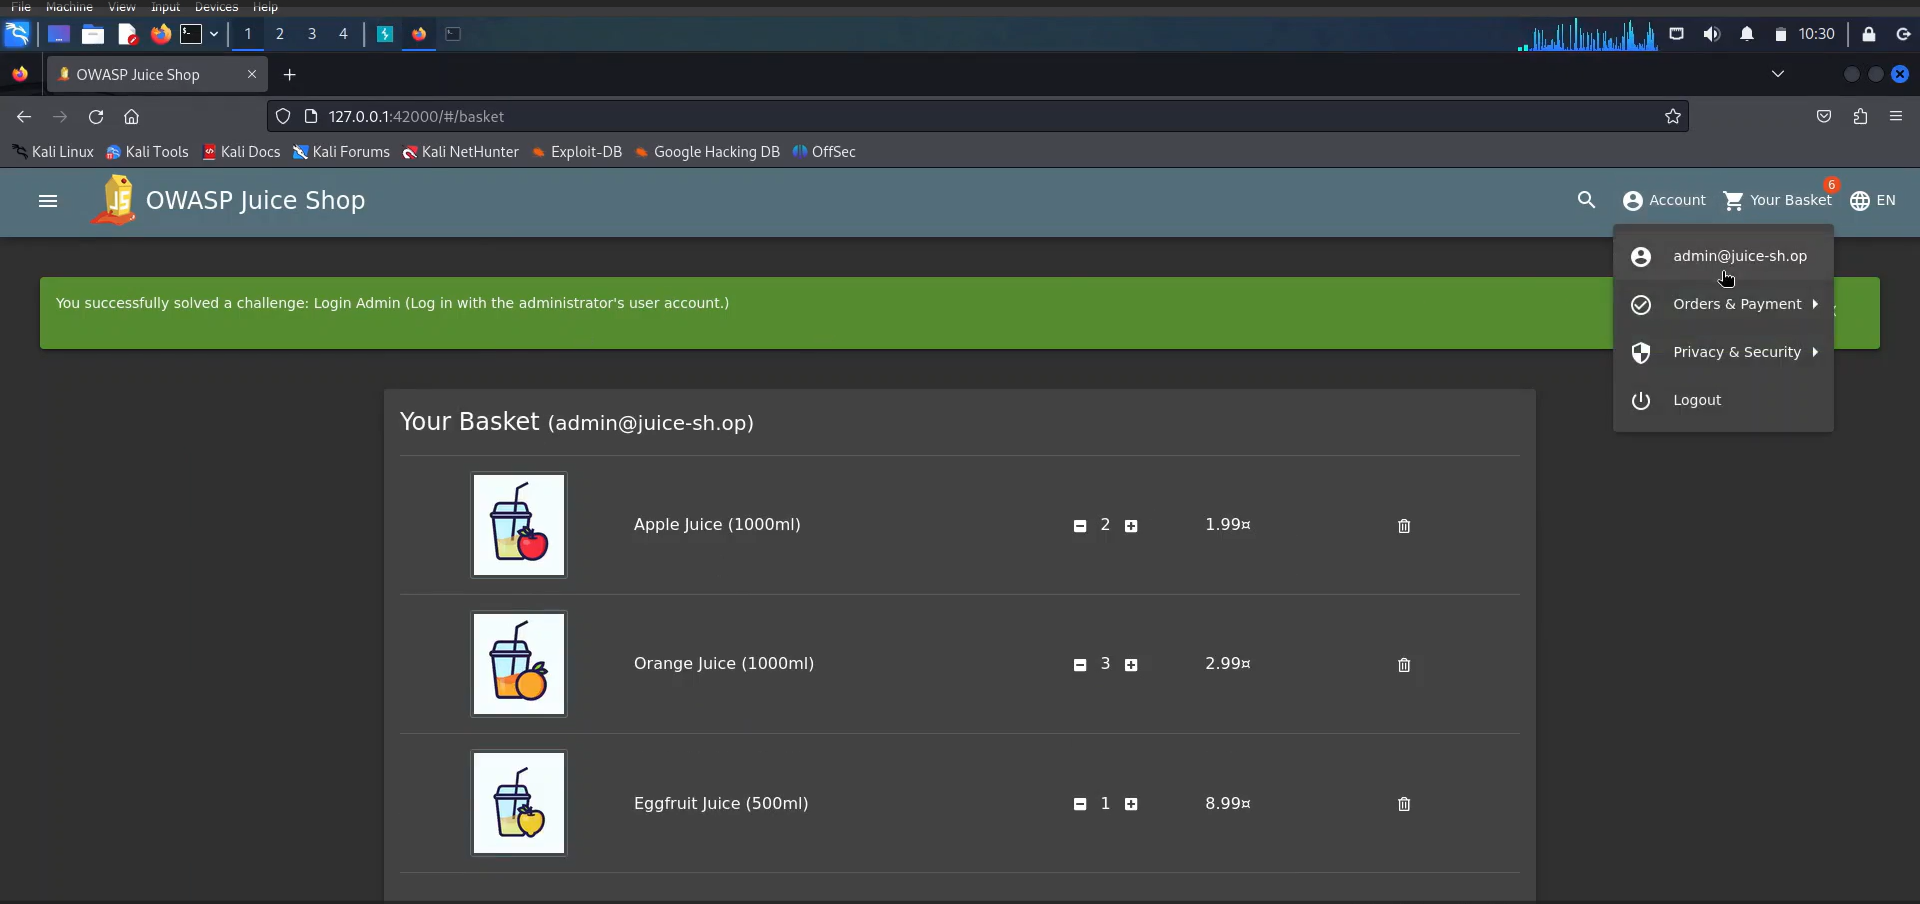 File Machine View Input Devices Help
1 2 3 4 10:30
OWASP Juice Shop
127.0.0.1:42000/#/basket
Kali Linux Kali Tools Kali Docs Kali Forums Kali NetHunter Exploit-DB Google Hacking DB OffSec
JS OWASP Juice Shop Account Your Basket 6 EN
admin@juice-sh.op
You successfully solved a challenge: Login Admin (Log in with the administrator's user account.)
Orders & Payment
Privacy & Security
Logout
Your Basket (admin@juice-sh.op)
Apple Juice (1000ml) 2 1.99¤
Orange Juice (1000ml) 3 2.99¤
Eggfruit Juice (500ml) 1 8.99¤